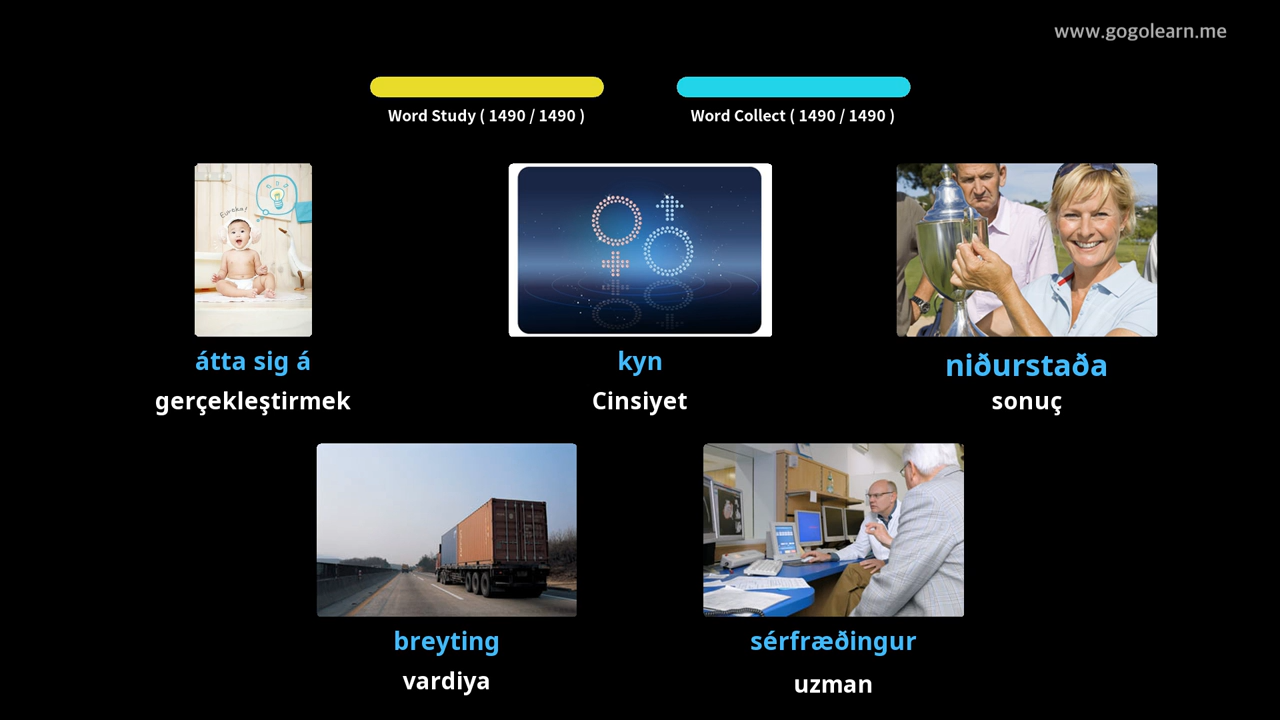 www.gogolearn.me
Word Study ( 1490 / 1490 )
Word Collect ( 1490 / 1490 )
Eureka!
átta sig á
kyn
niðurstaða
gerçekleştirmek
Cinsiyet
sonuç
breyting
sérfræðingur
vardiya
uzman